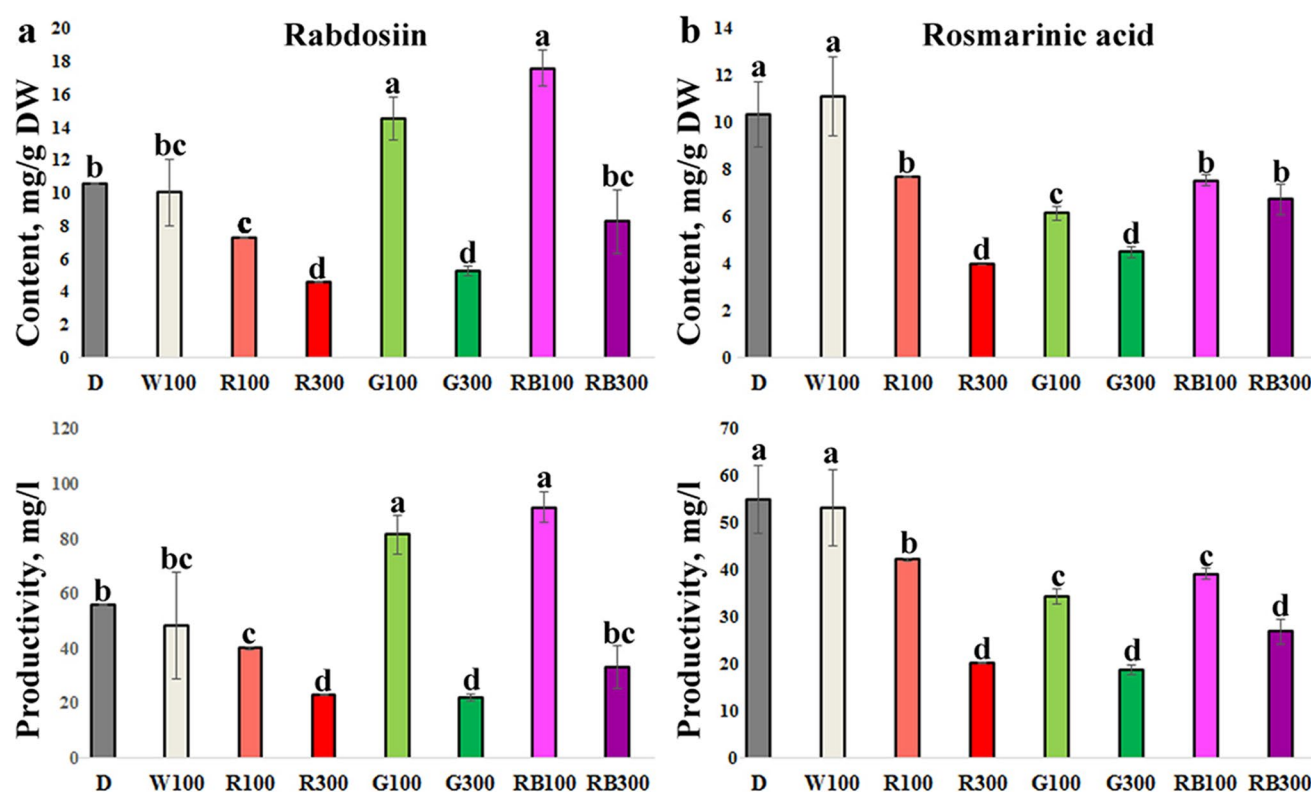 a
Rabdosiin
Content, mg/g DW
20
18
16
14
12
10
8
6
4
2
0
b
bc
c
d
a
d
a
bc
D W100 R100 R300 G100 G300 RB100 RB300
b
Rosmarinic acid
Content, mg/g DW
14
12
10
8
6
4
2
0
a
a
b
d
c
d
b
b
D W100 R100 R300 G100 G300 RB100 RB300
Productivity, mg/l
120
100
80
60
40
20
0
b
bc
c
d
a
d
a
bc
D W100 R100 R300 G100 G300 RB100 RB300
Productivity, mg/l
70
60
50
40
30
20
10
0
a
a
b
d
c
d
c
d
D W100 R100 R300 G100 G300 RB100 RB300